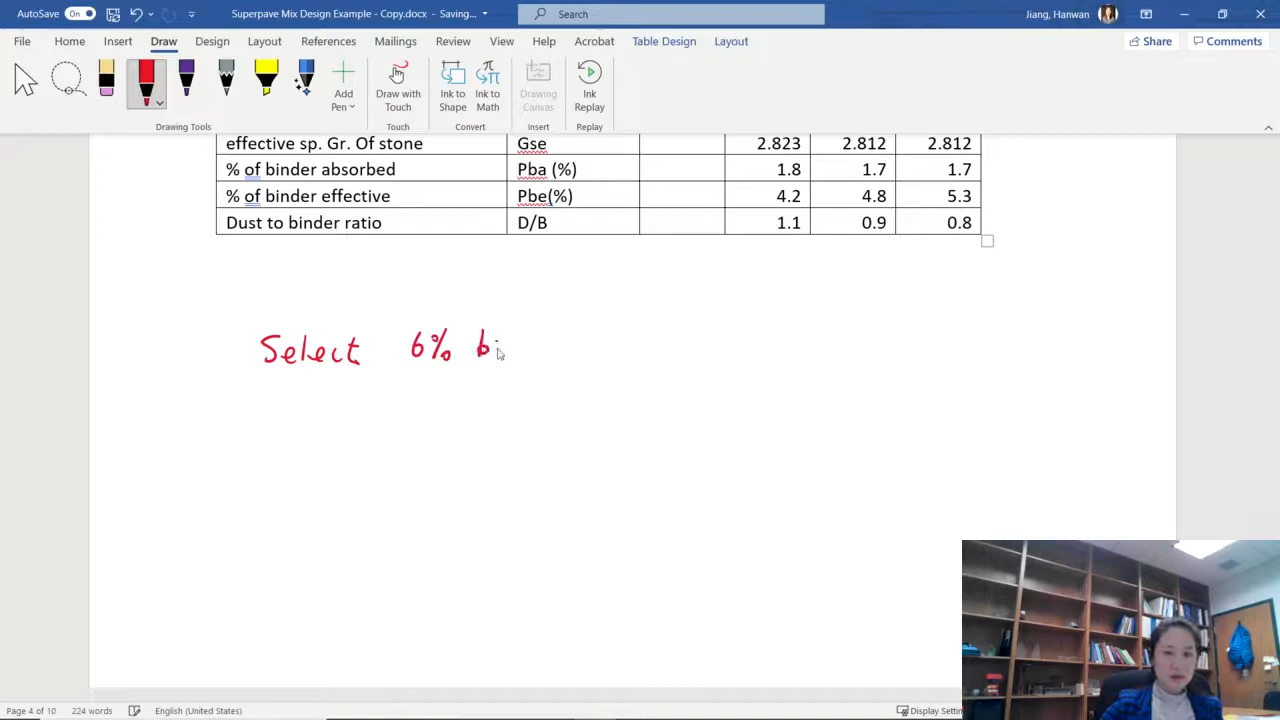 AutoSave On Superpave Mix Design Example - Copy.docx - Saving... Search Jiang, Hanwan
File Home Insert Draw Design Layout References Mailings Review View Help Acrobat Table Design Layout Share Comments
Add Pen Draw with Touch Ink to Shape Ink to Math Drawing Canvas Ink Replay
Drawing Tools Touch Convert Insert Replay
effective sp. Gr. Of stone Gse 2.823 2.812 2.812
% of binder absorbed Pba (%) 1.8 1.7 1.7
% of binder effective Pbe(%) 4.2 4.8 5.3
Dust to binder ratio D/B 1.1 0.9 0.8
Select 6% bi
Page 4 of 10 224 words English (United States) Display Settin